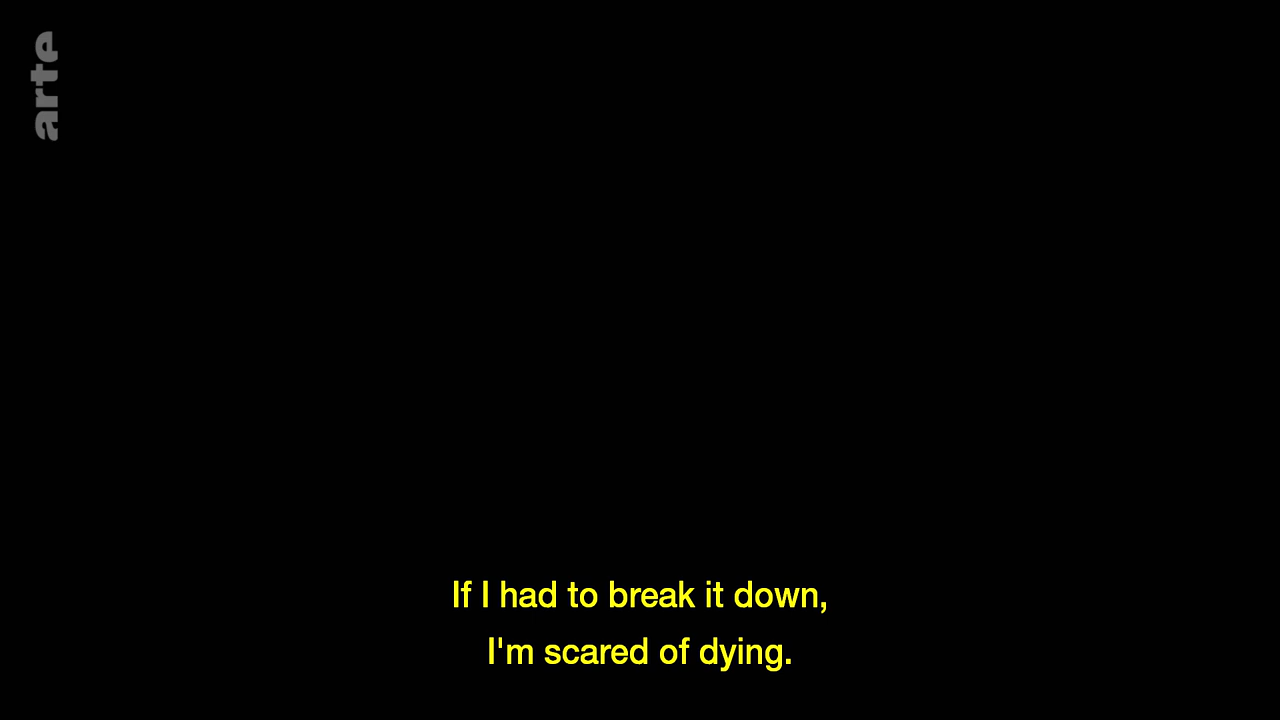 arte
If I had to break it down,
I'm scared of dying.